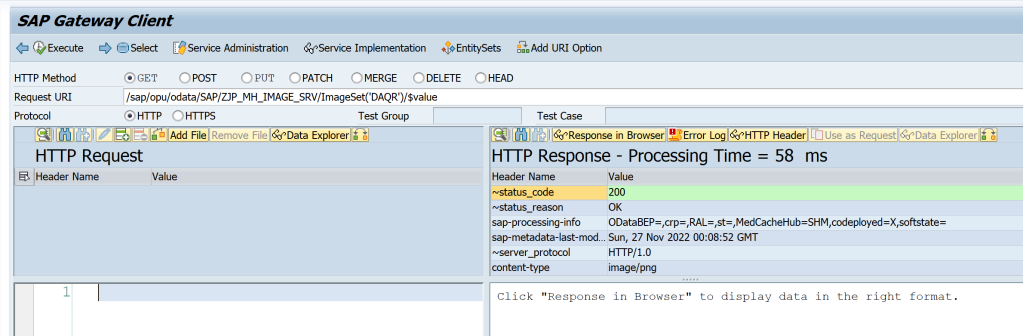 SAP Gateway Client
Execute Select Service Administration Service Implementation EntitySets Add URI Option
HTTP Method GET POST PUT PATCH MERGE DELETE HEAD
Request URI /sap/opu/odata/SAP/ZJP_MH_IMAGE_SRV/ImageSet('DAQR')/$value
Protocol HTTP HTTPS Test Group Test Case
Add File Remove File Data Explorer
HTTP Request
Header Name Value
1
Response in Browser Error Log HTTP Header Use as Request Data Explorer
HTTP Response - Processing Time = 58 ms
Header Name Value
~status_code 200
~status_reason OK
sap-processing-info ODataBEP=,crp=,RAL=,st=,MedCacheHub=SHM,codeployed=X,softstate=
sap-metadata-last-mod... Sun, 27 Nov 2022 00:08:52 GMT
~server_protocol HTTP/1.0
content-type image/png
Click "Response in Browser" to display data in the right format.